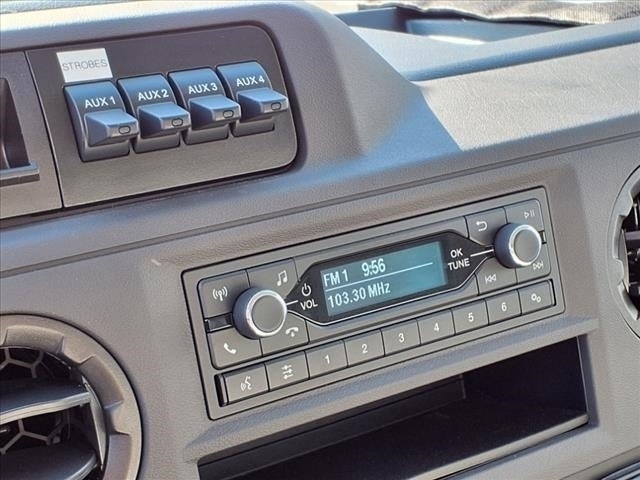 STROBES
AUX 1 AUX 2 AUX 3 AUX 4
FM 1 9:56
103.30 MHz
VOL
OK
TUNE
1 2 3 4 5 6